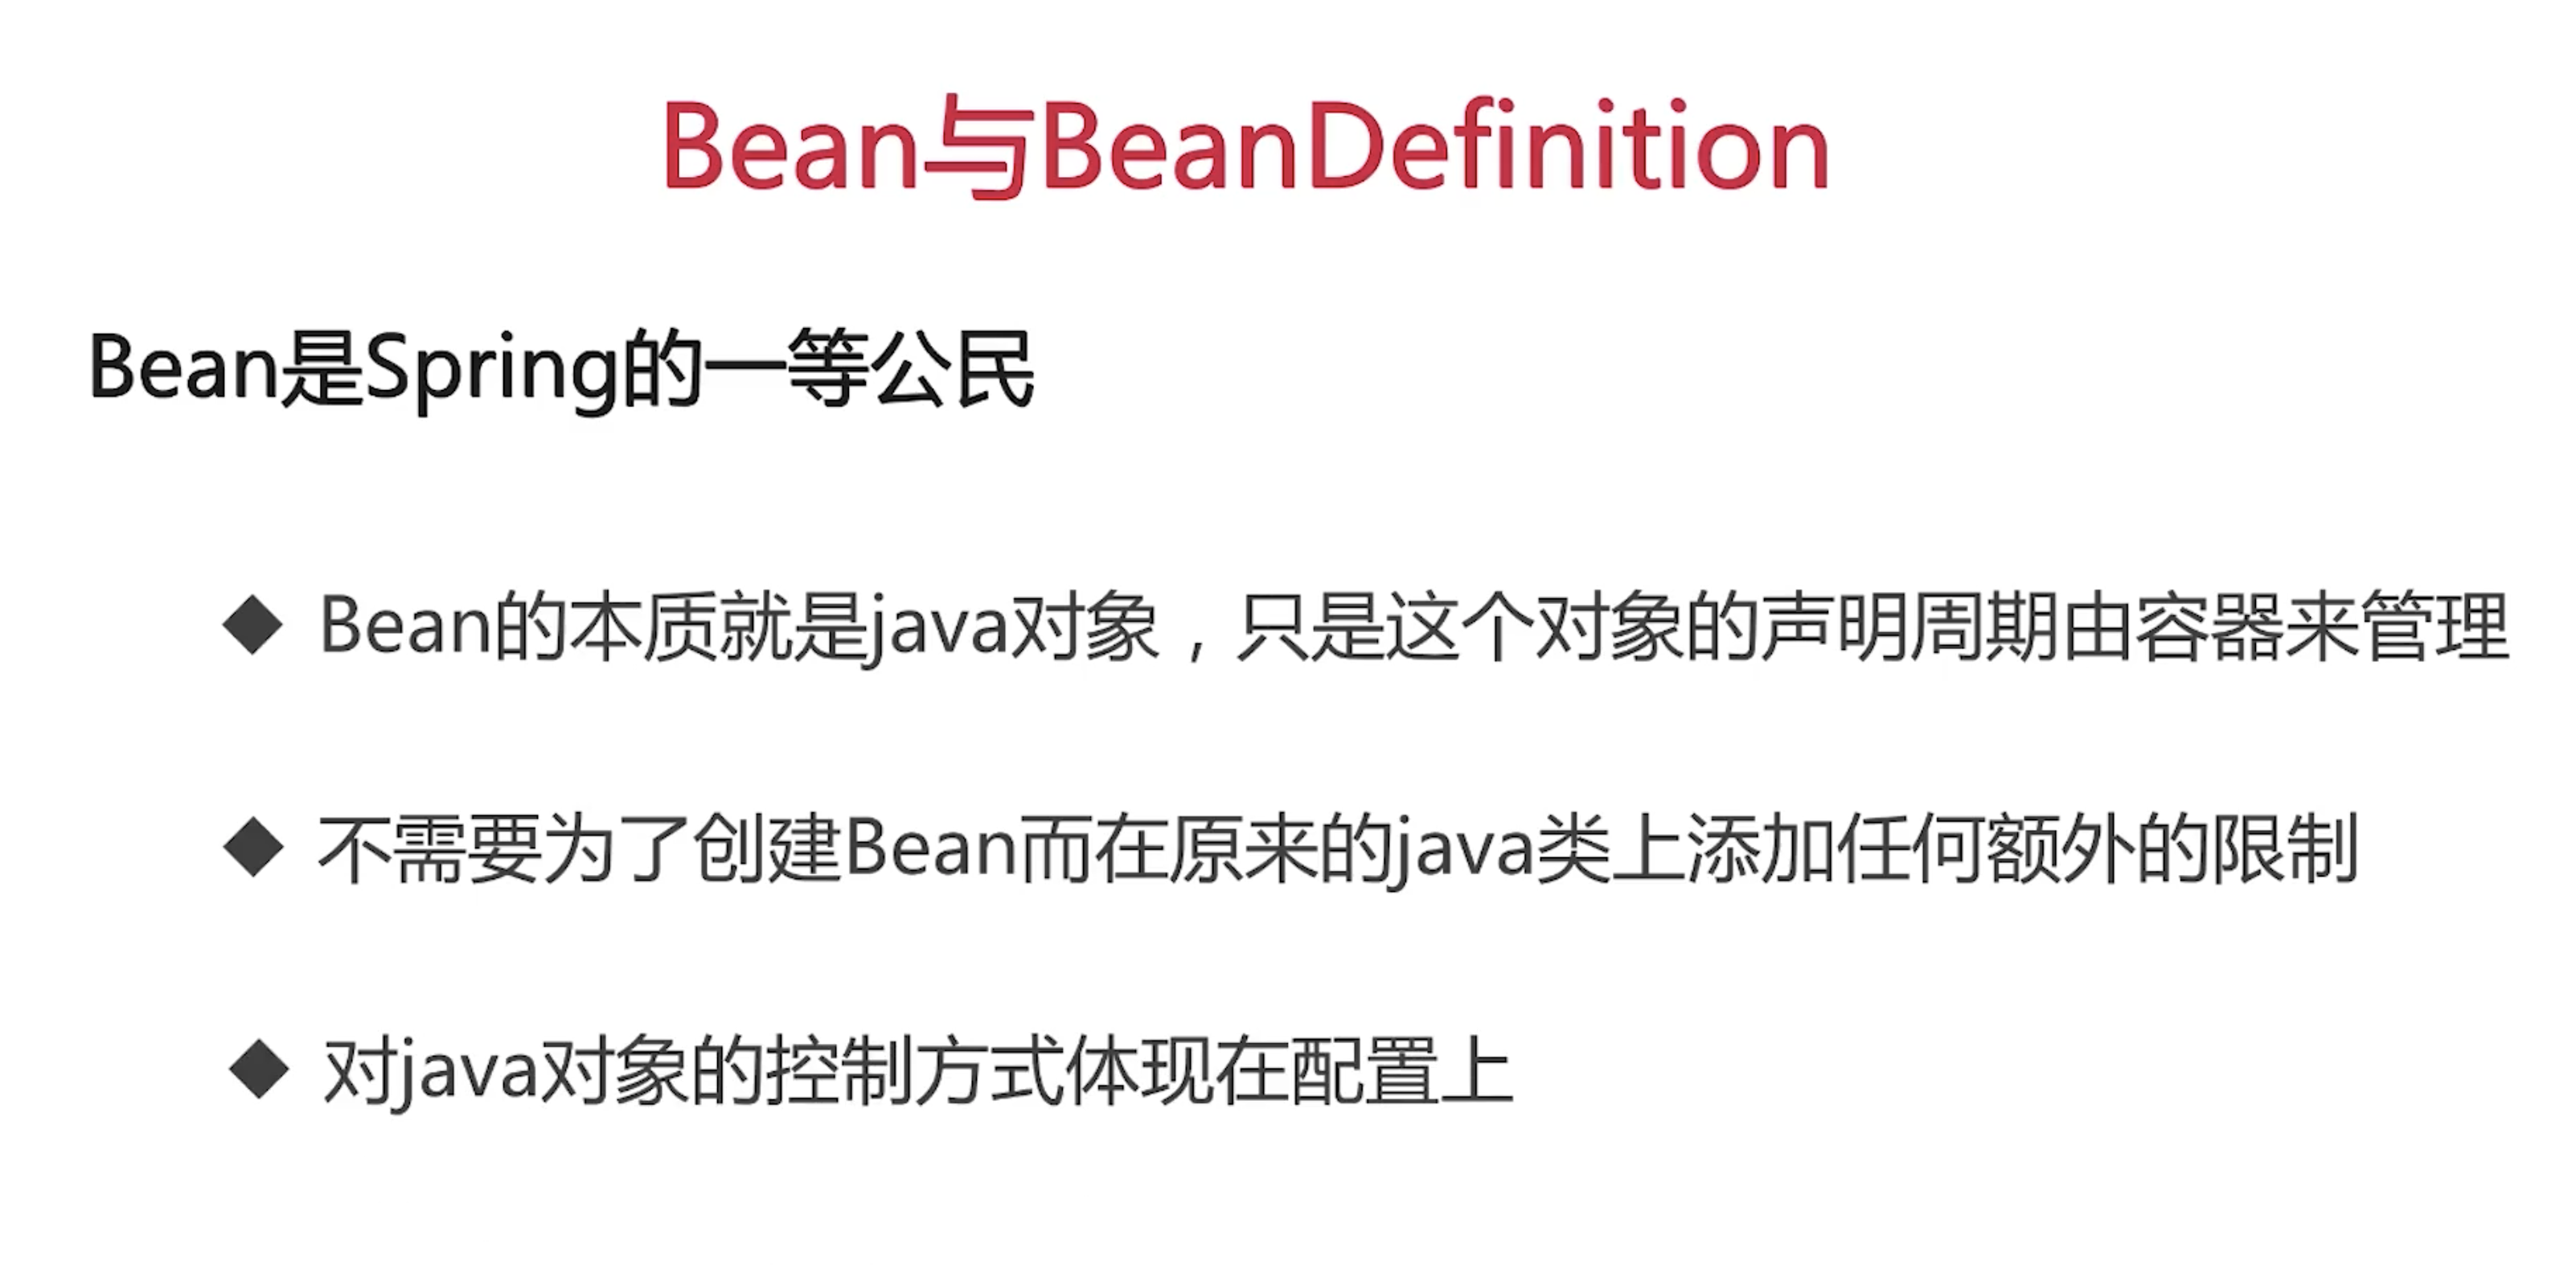 Bean与BeanDefinition
Bean是Spring的一等公民
◆ Bean的本质就是java对象，只是这个对象的声明周期由容器来管理
◆ 不需要为了创建Bean而在原来的java类上添加任何额外的限制
◆ 对java对象的控制方式体现在配置上